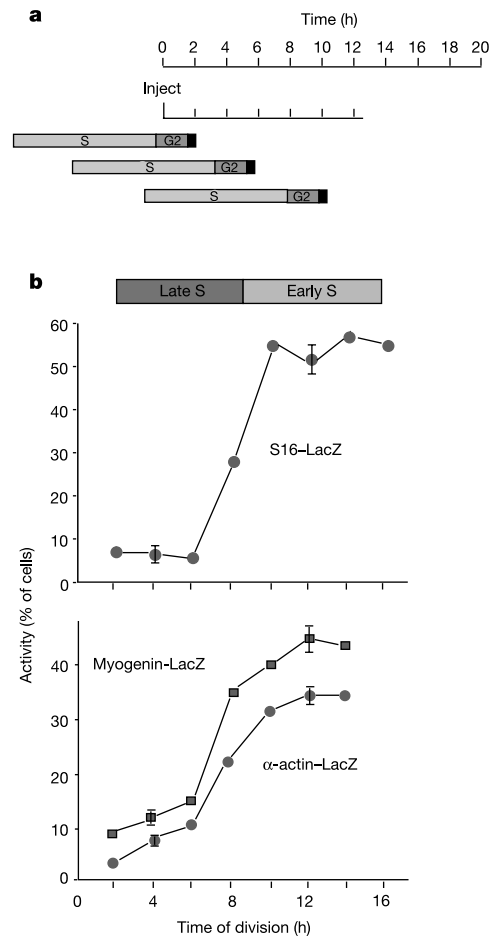 a
Time (h)
0 2 4 6 8 10 12 14 16 18 20
Inject
S G2
S G2
S G2
b
Late S Early S
60
50
40
30
20
10
0
S16–LacZ
Activity (% of cells)
40
30
20
10
0
Myogenin-LacZ
α-actin–LacZ
0 4 8 12 16
Time of division (h)